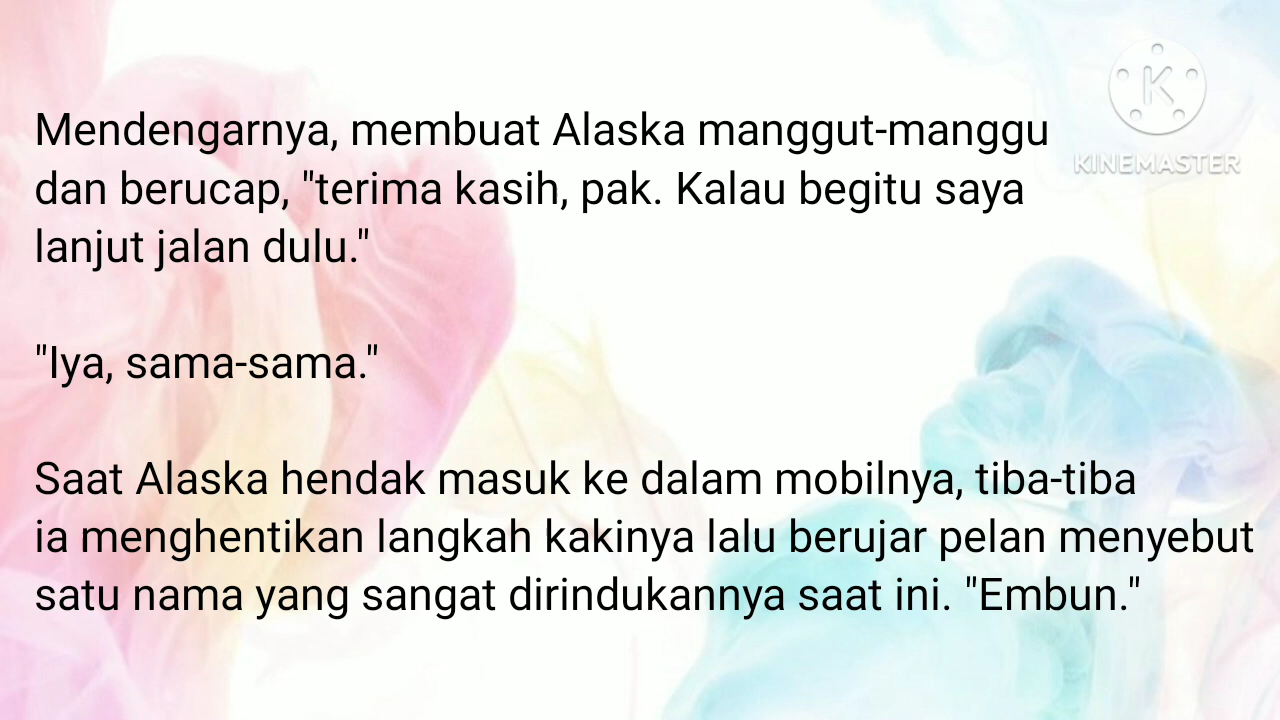 Mendengarnya, membuat Alaska manggut-manggu
dan berucap, "terima kasih, pak. Kalau begitu saya
lanjut jalan dulu."
"Iya, sama-sama."
Saat Alaska hendak masuk ke dalam mobilnya, tiba-tiba
ia menghentikan langkah kakinya lalu berujar pelan menyebut
satu nama yang sangat dirindukannya saat ini. "Embun."
K
KINEMASTER